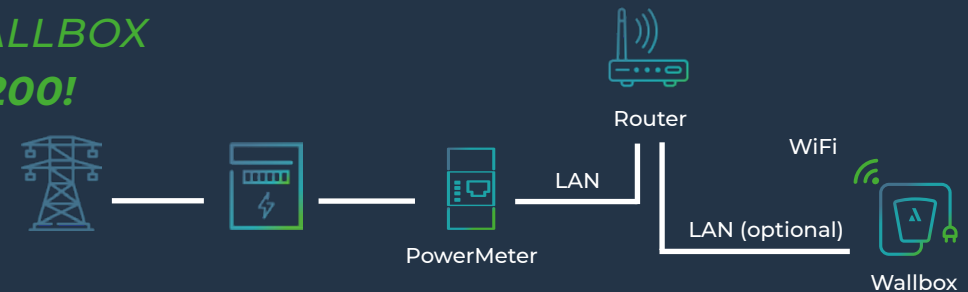 ALLBOX
200!
Router
WiFi
LAN
LAN (optional)
PowerMeter
Wallbox